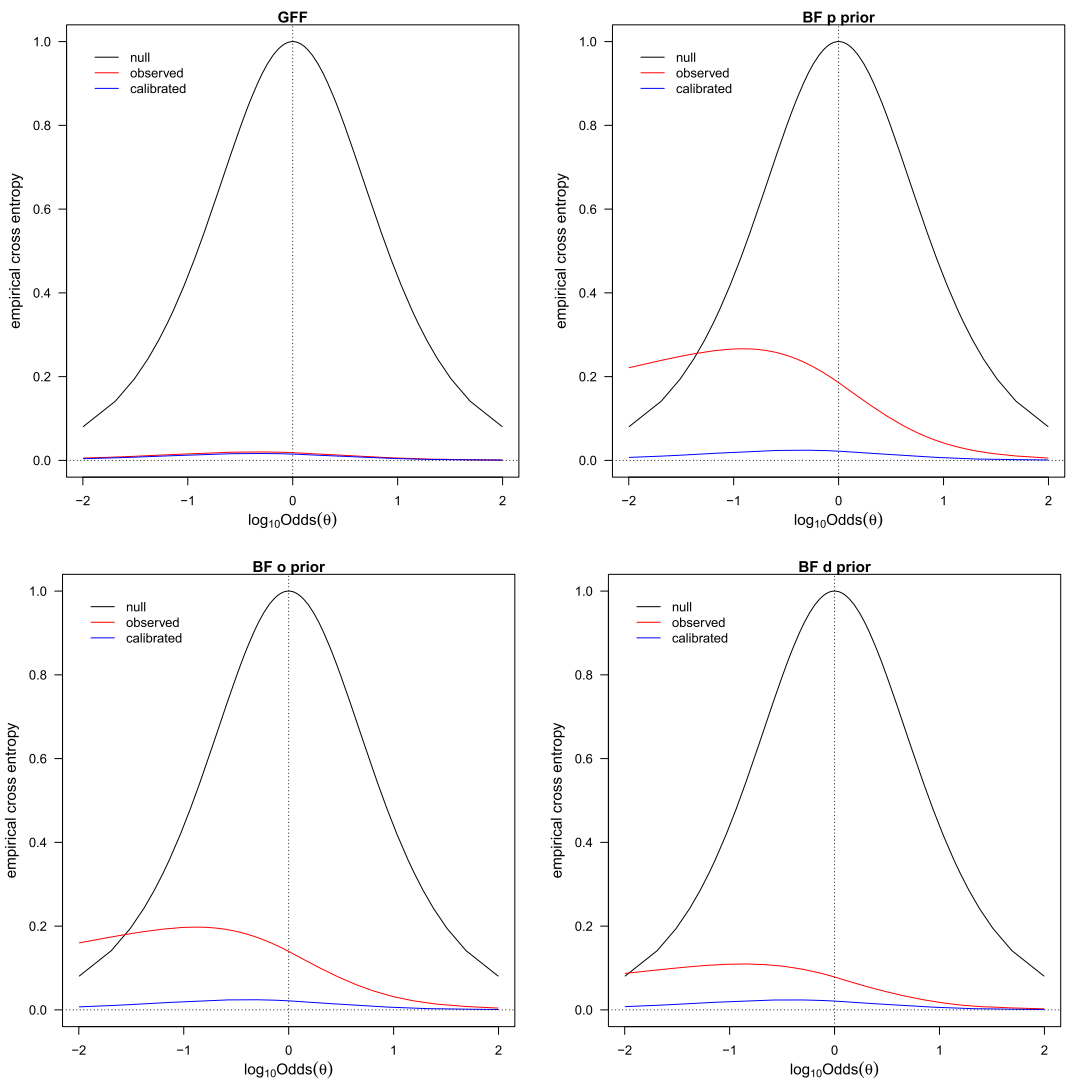 GFF
null
observed
calibrated
1.0
0.8
0.6
0.4
0.2
0.0
empirical cross entropy
−2
−1
0
1
2
log10Odds(θ)
BF p prior
null
observed
calibrated
1.0
0.8
0.6
0.4
0.2
0.0
empirical cross entropy
−2
−1
0
1
2
log10Odds(θ)
BF o prior
null
observed
calibrated
1.0
0.8
0.6
0.4
0.2
0.0
empirical cross entropy
−2
−1
0
1
2
log10Odds(θ)
BF d prior
null
observed
calibrated
1.0
0.8
0.6
0.4
0.2
0.0
empirical cross entropy
−2
−1
0
1
2
log10Odds(θ)